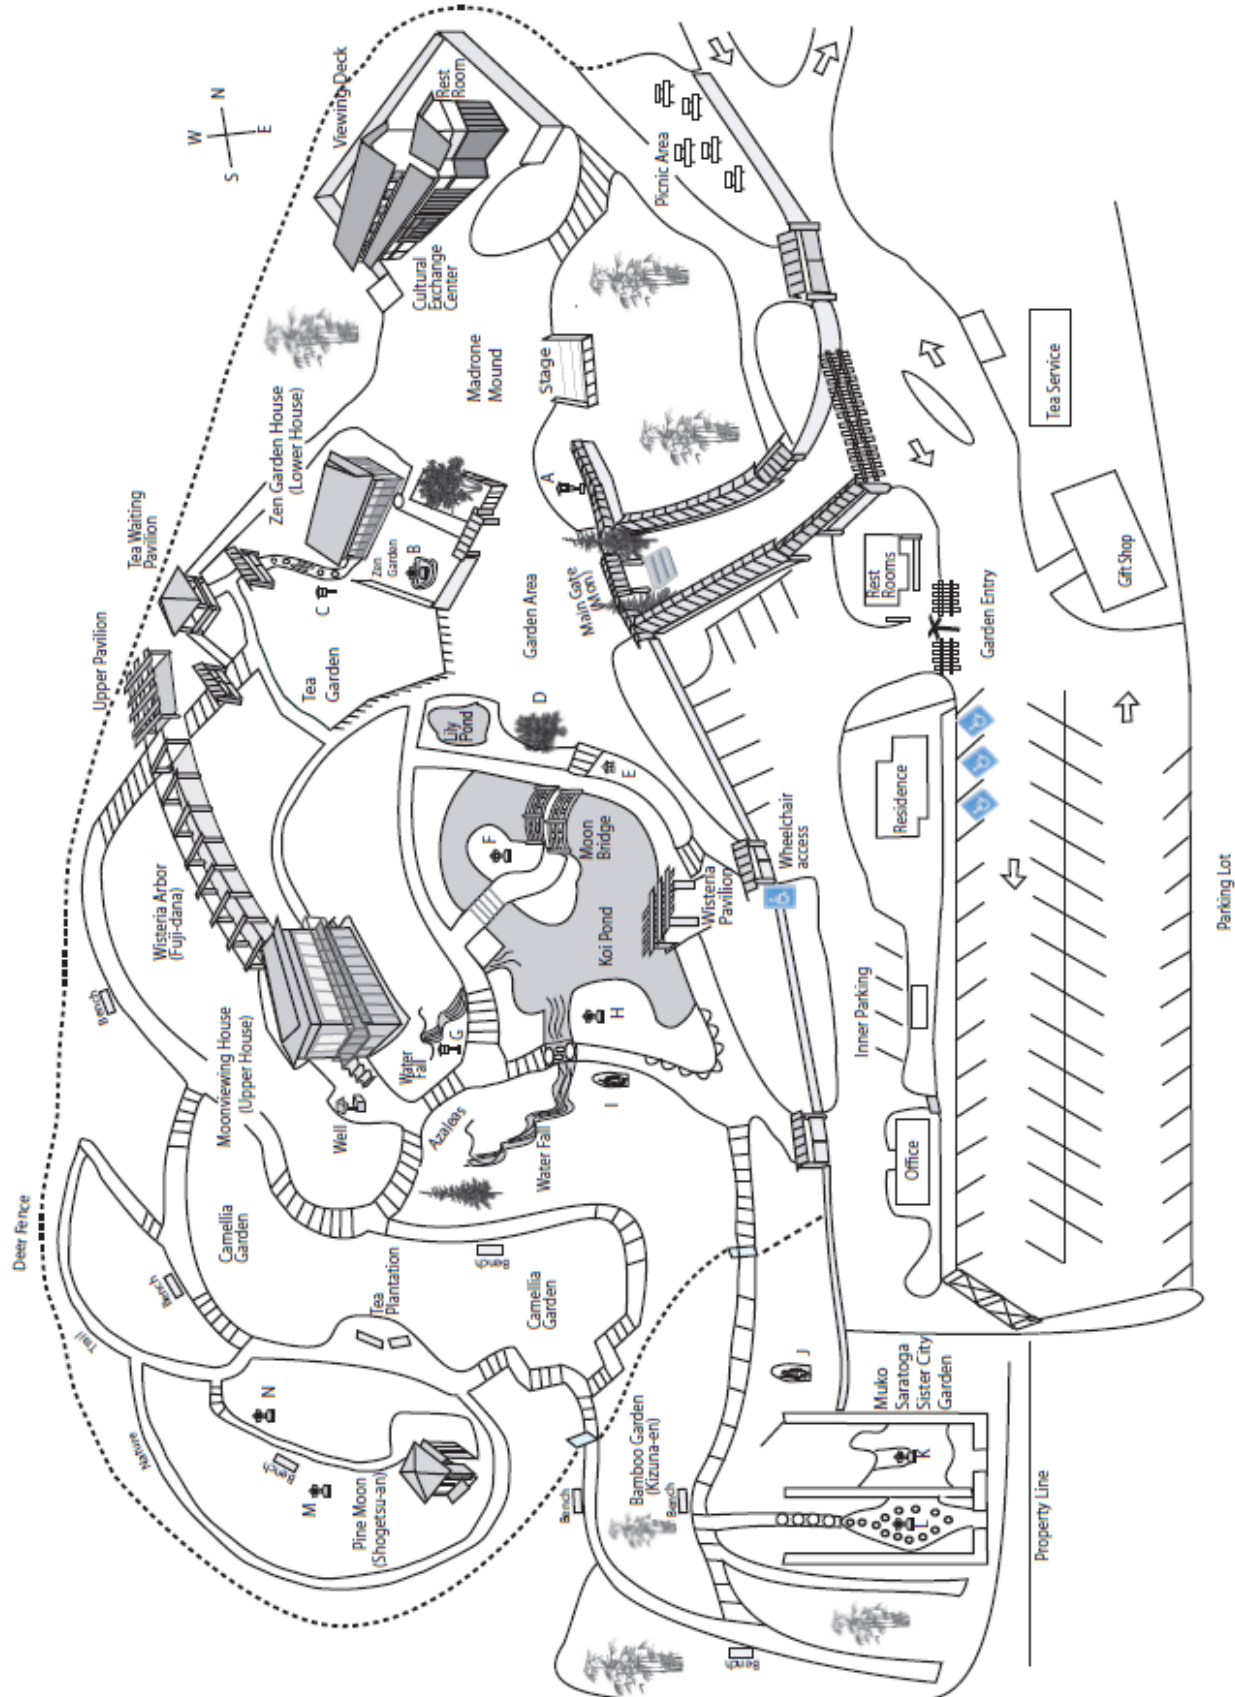 Deer Fence
Upper Pavilion
Tea Waiting
Pavilion
Zen Garden House
(Lower House)
Viewing Deck
Rest
Room
W
N
S
E
Cultural
Exchange
Center
Madrone
Mound
Stage
Picnic Area
Bench
Wisteria Arbor
(Fuji-dana)
Moonviewing House
(Upper House)
Tea
Garden
C
Zen
Garden
B
A
Garden Area
Main Gate
(Mon)
Lily
Pond
D
E
F
Moon
Bridge
Koi Pond
Wisteria
Pavilion
Wheelchair
access
Well
Water
Fall
G
H
I
Azaleas
Water Fall
Camellia
Garden
Bench
Trail
Nature
Tea
Plantation
Bench
Camellia
Garden
N
Bench
M
Pine Moon
(Shogetsu-an)
Bench
Bamboo Garden
(Kizuna-en)
Bench
Bench
J
Muko
Saratoga
Sister City
Garden
K
L
Property Line
Inner Parking
Office
Residence
Rest
Rooms
Garden Entry
Gift Shop
Tea Service
Parking Lot